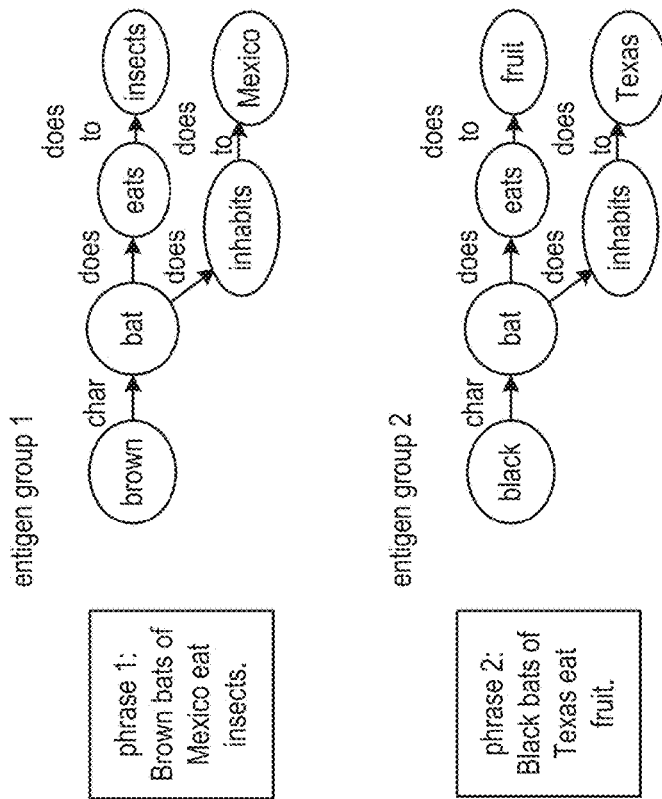 entigen group 1
phrase 1:
Brown bats of
Mexico eat
insects.
brown
char
bat
does
eats
does
to
insects
does
inhabits
does
to
Mexico
entigen group 2
phrase 2:
Black bats of
Texas eat
fruit.
black
char
bat
does
eats
does
to
fruit
does
inhabits
does
to
Texas